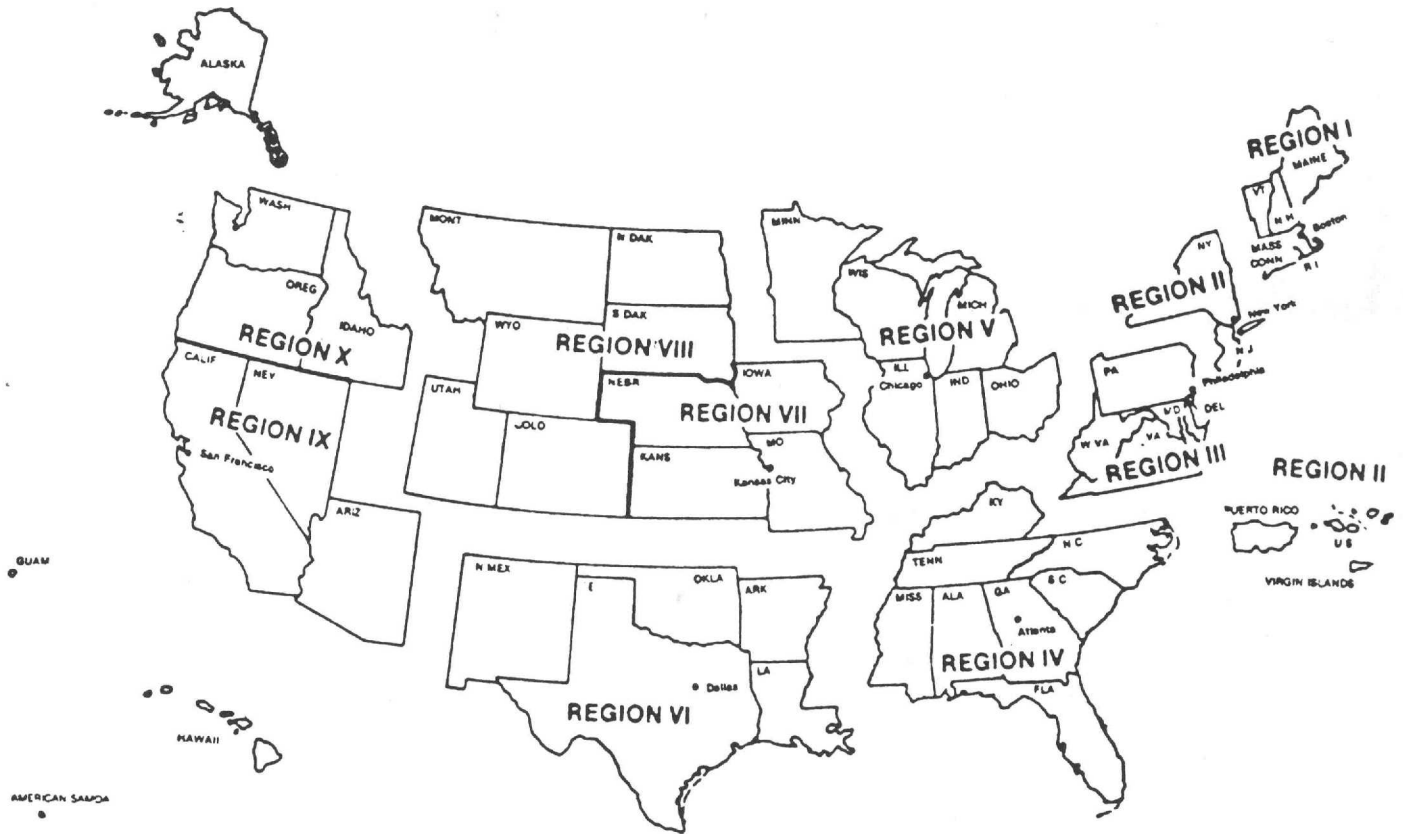 ALASKA
REGION I
MAINE
VT
N H
Boston
MASS
CONN
R I
NY
REGION II
New York
N J
PA
Philadelphia
MD
DEL
W VA
VA
REGION III
REGION II
PUERTO RICO
U S
VIRGIN ISLANDS
WASH
OREG
IDAHO
REGION X
MONT
N DAK
S DAK
WYO
REGION VIII
UTAH
COLO
MINN
WIS
MICH
REGION V
ILL
Chicago
IND
OHIO
CALIF
NEV
REGION IX
San Francisco
ARIZ
NEBR
IOWA
REGION VII
KANS
MO
Kansas City
KY
TENN
N C
S C
MISS
ALA
GA
Atlanta
REGION IV
FLA
N MEX
E
OKLA
ARK
LA
Dallas
REGION VI
GUAM
HAWAII
AMERICAN SAMOA